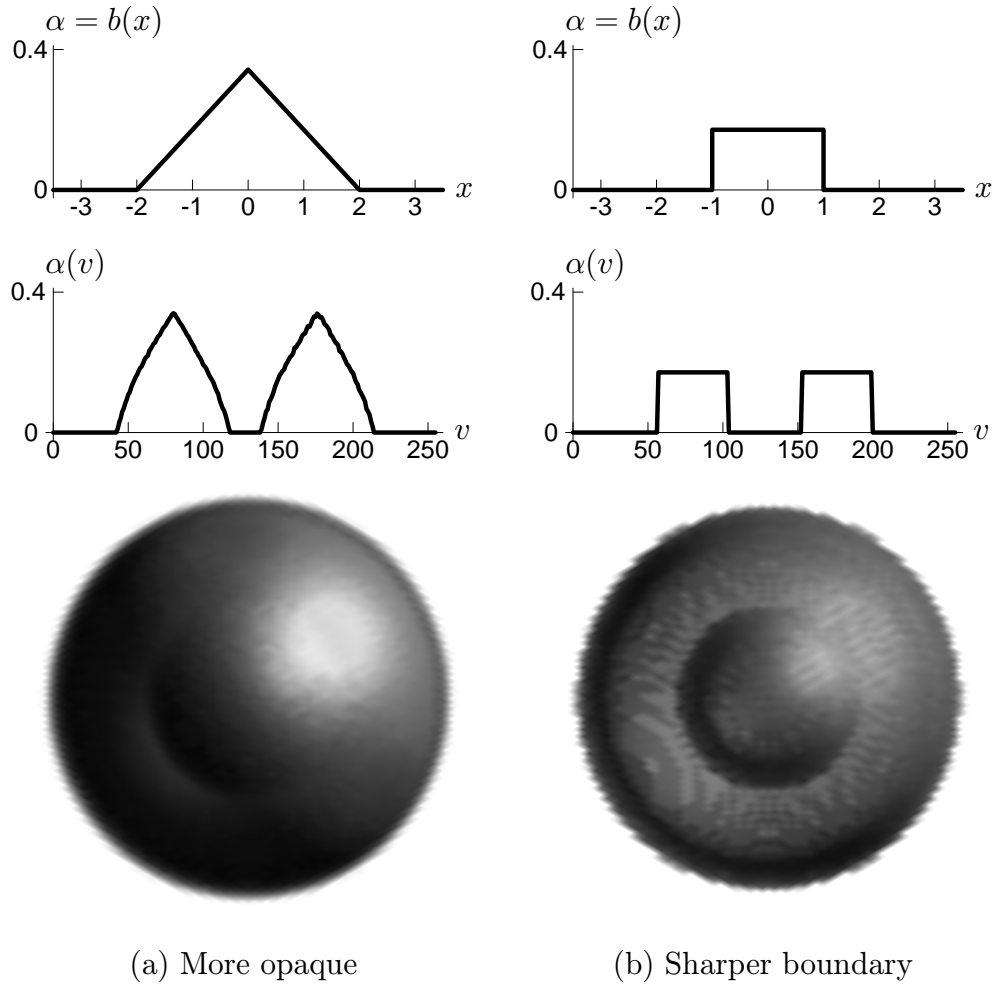 α = b(x)
0.4
0
-3 -2 -1 0 1 2 3 x
α(v)
0.4
0
0 50 100 150 200 250 v
(a) More opaque
α = b(x)
0.4
0
-3 -2 -1 0 1 2 3 x
α(v)
0.4
0
0 50 100 150 200 250 v
(b) Sharper boundary